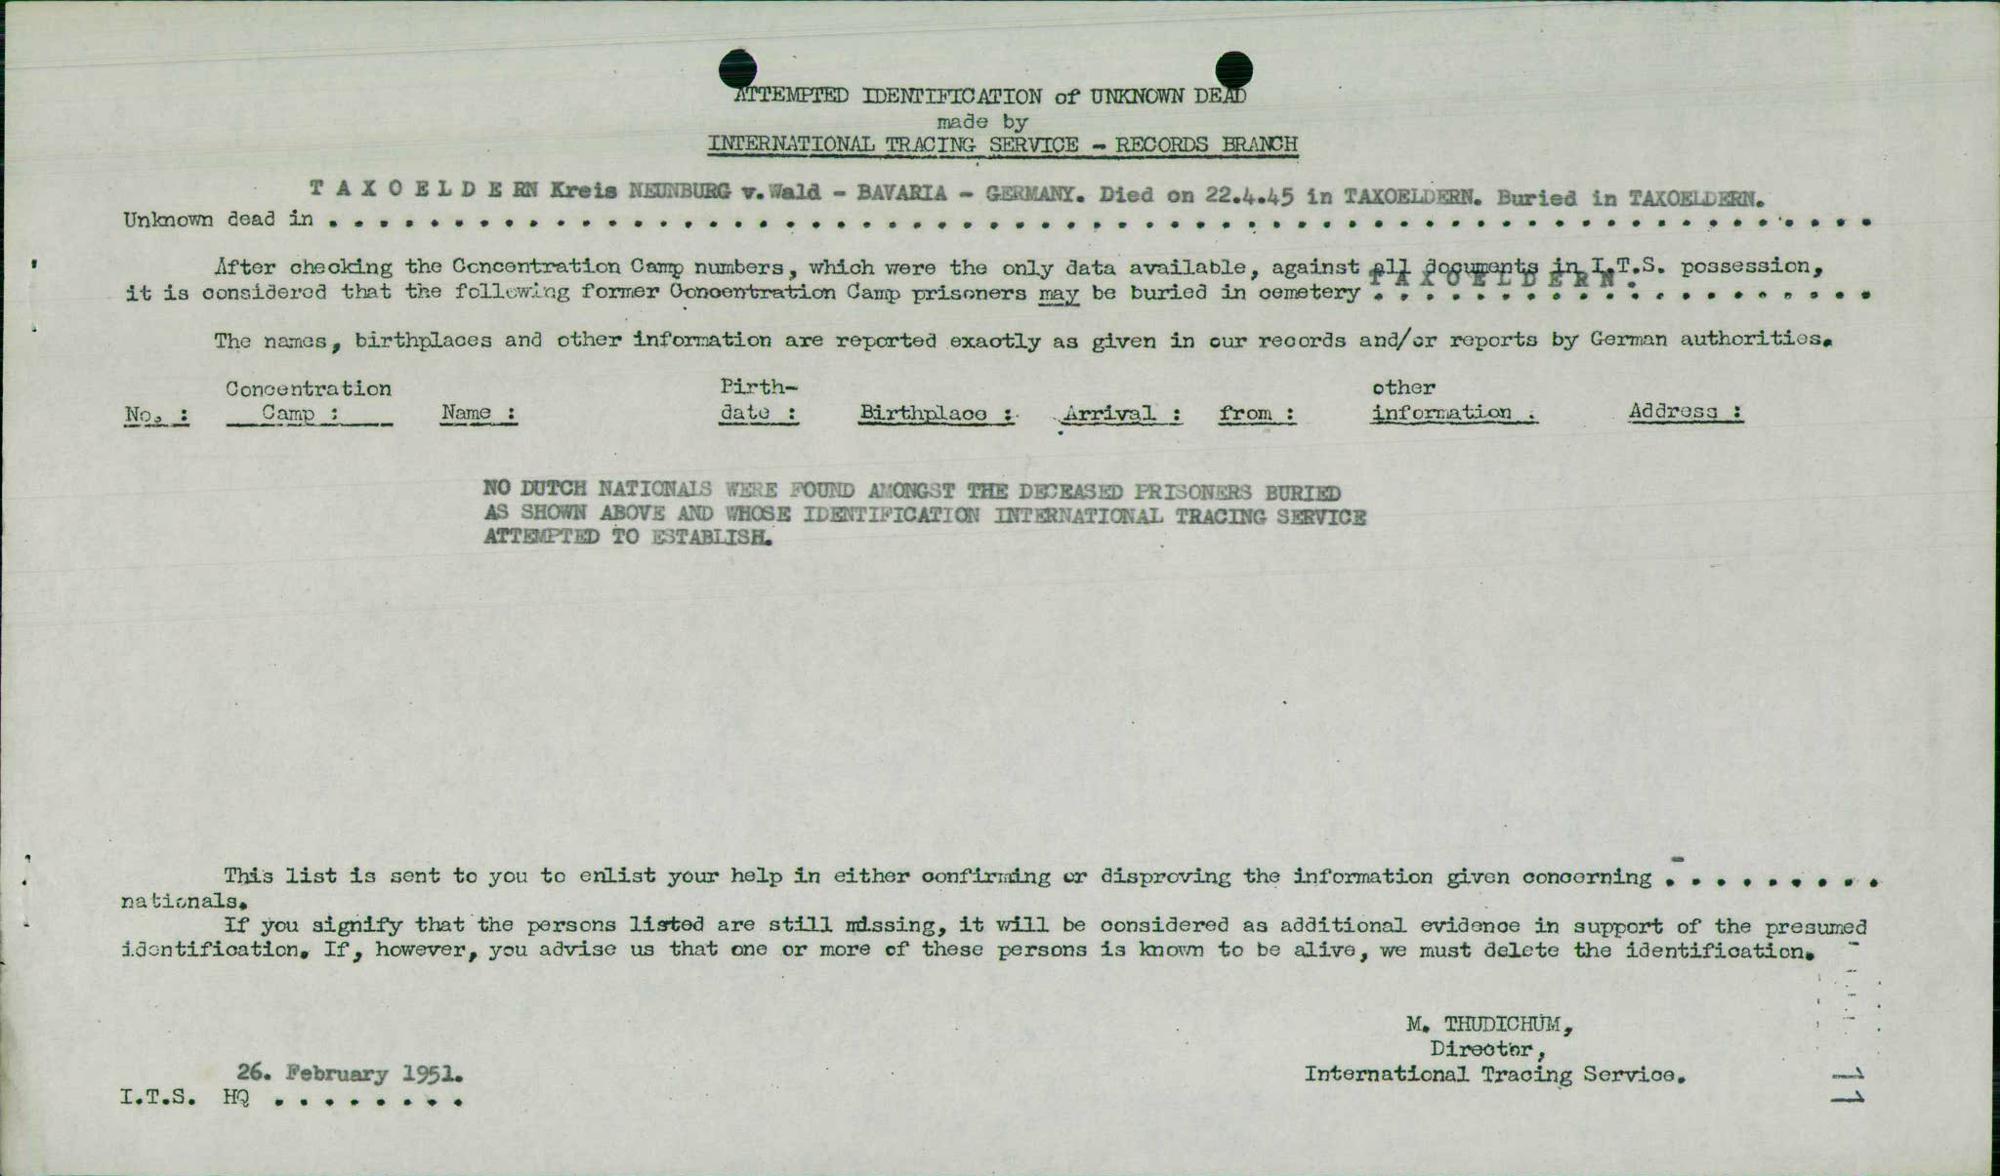 ATTEMPTED IDENTIFICATION of UNKNOWN DEAD
made by
INTERNATIONAL TRACING SERVICE - RECORDS BRANCH
T A X O E L D E RN Kreis NEUNBURG v.Wald - BAVARIA - GERMANY. Died on 22.4.45 in TAXOELDERN. Buried in TAXOELDERN.
Unknown dead in . . . . . . . . . . . . . . . . . . . . . . . . . . . . . . . . . . . . . . . . . . . . . . . . . . . . . . . . . . . .
After checking the Concentration Camp numbers, which were the only data available, against all documents in I.T.S. possession,
T A X O E L D E R N .
it is considered that the following former Concentration Camp prisoners may be buried in cemetery . . . . . . . . . . . . . . . . . . . .
The names, birthplaces and other information are reported exactly as given in our records and/or reports by German authorities.
Concentration Birth- other
No. : Camp : Name : date : Birthplace : Arrival : from : information : Address :
NO DUTCH NATIONALS WERE FOUND AMONGST THE DECEASED PRISONERS BURIED
AS SHOWN ABOVE AND WHOSE IDENTIFICATION INTERNATIONAL TRACING SERVICE
ATTEMPTED TO ESTABLISH.
This list is sent to you to enlist your help in either confirming or disproving the information given concerning . . . . . . . . .
nationals.
If you signify that the persons listed are still missing, it will be considered as additional evidence in support of the presumed
identification. If, however, you advise us that one or more of these persons is known to be alive, we must delete the identification.
M. THUDICHUM,
Director,
International Tracing Service.
26. February 1951.
I.T.S. HQ . . . . . . . .
11